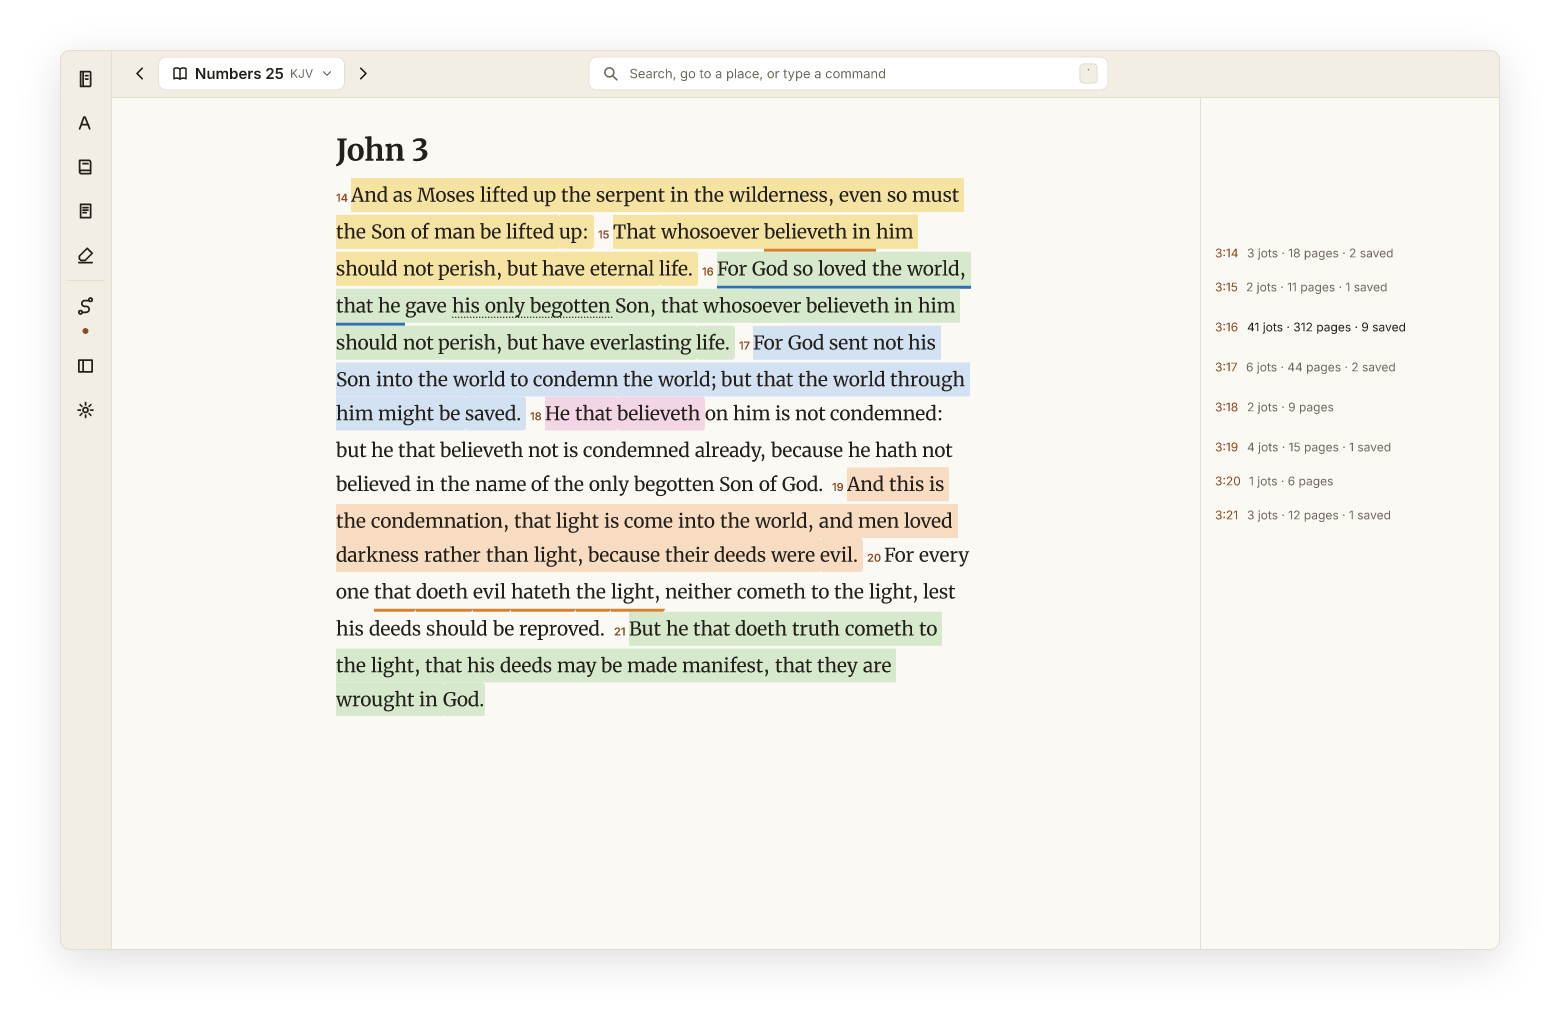 Numbers 25 KJV
Search, go to a place, or type a command
John 3
14 And as Moses lifted up the serpent in the wilderness, even so must
the Son of man be lifted up: 15 That whosoever believeth in him
should not perish, but have eternal life. 16 For God so loved the world,
that he gave his only begotten Son, that whosoever believeth in him
should not perish, but have everlasting life. 17 For God sent not his
Son into the world to condemn the world; but that the world through
him might be saved. 18 He that believeth on him is not condemned:
but he that believeth not is condemned already, because he hath not
believed in the name of the only begotten Son of God. 19 And this is
the condemnation, that light is come into the world, and men loved
darkness rather than light, because their deeds were evil. 20 For every
one that doeth evil hateth the light, neither cometh to the light, lest
his deeds should be reproved. 21 But he that doeth truth cometh to
the light, that his deeds may be made manifest, that they are
wrought in God.
3:14 3 jots · 18 pages · 2 saved
3:15 2 jots · 11 pages · 1 saved
3:16 41 jots · 312 pages · 9 saved
3:17 6 jots · 44 pages · 2 saved
3:18 2 jots · 9 pages
3:19 4 jots · 15 pages · 1 saved
3:20 1 jots · 6 pages
3:21 3 jots · 12 pages · 1 saved